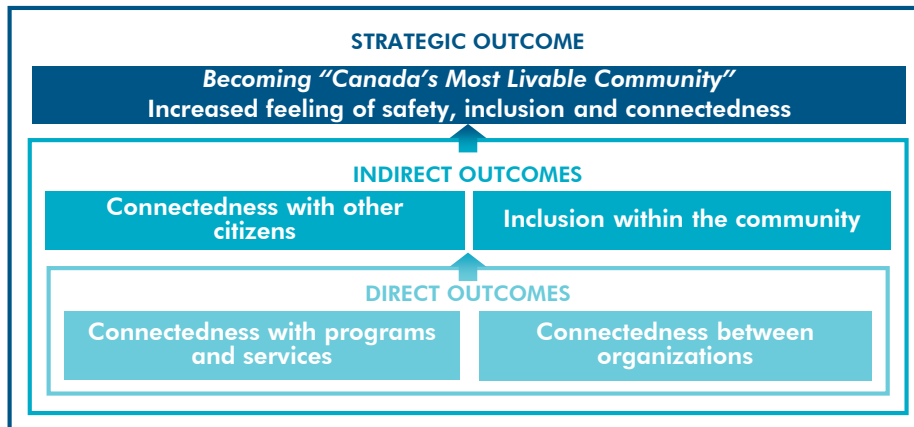 STRATEGIC OUTCOME
Becoming “Canada’s Most Livable Community”
Increased feeling of safety, inclusion and connectedness
INDIRECT OUTCOMES
Connectedness with other
citizens
Inclusion within the community
DIRECT OUTCOMES
Connectedness with programs
and services
Connectedness between
organizations